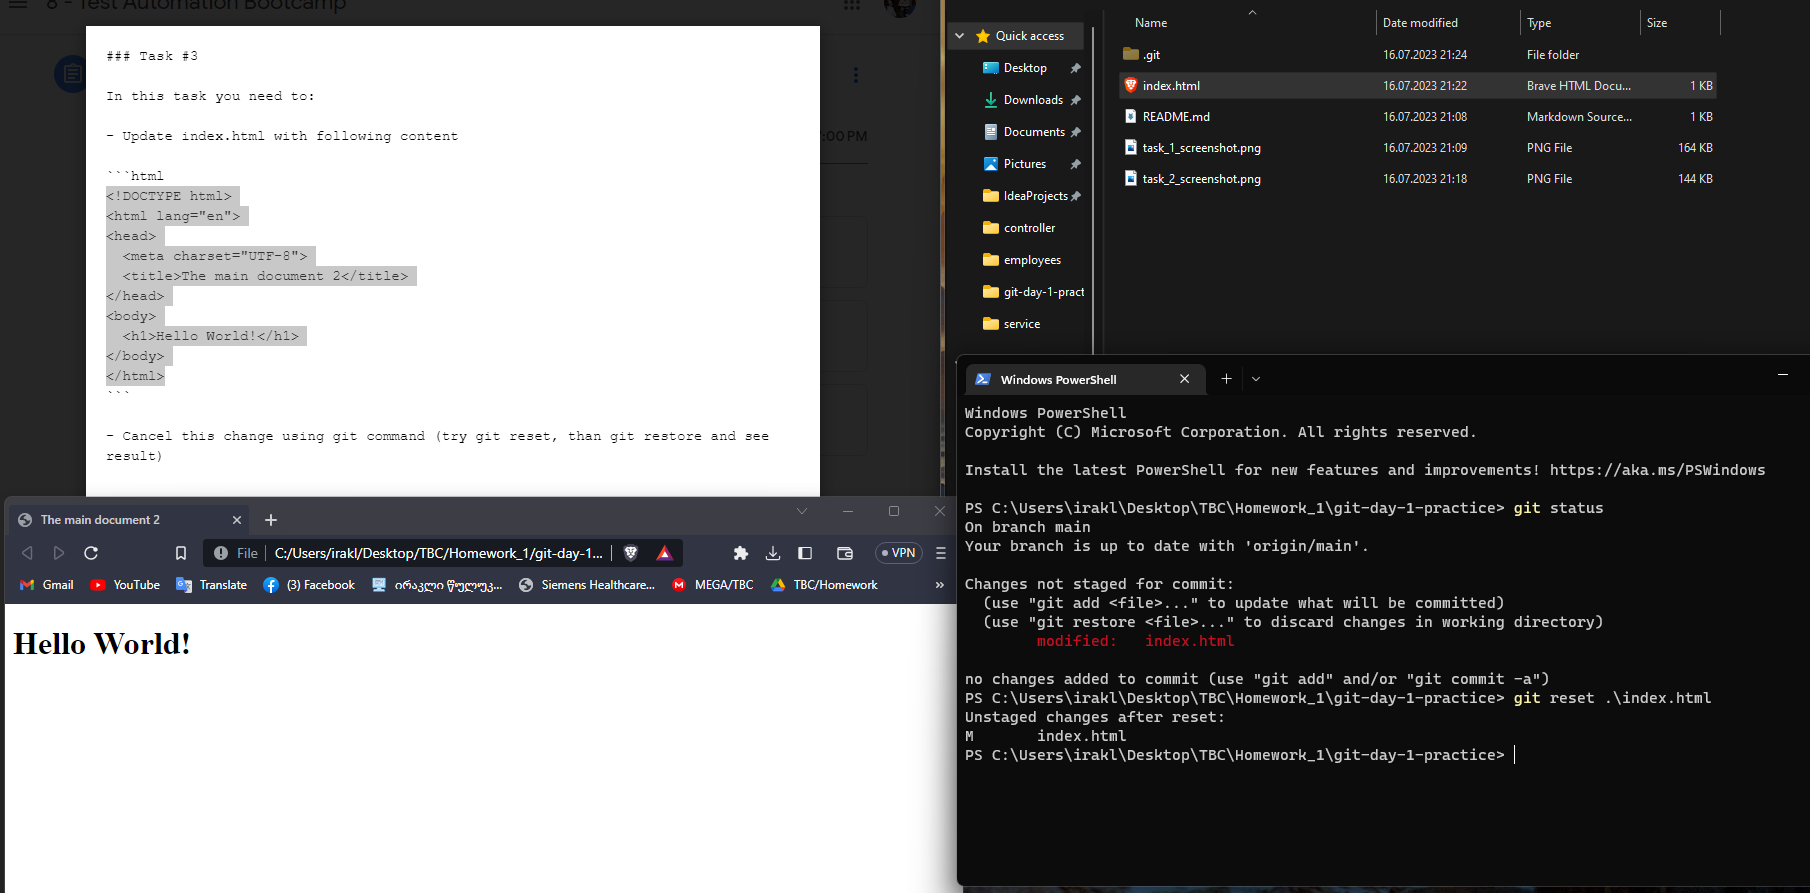 8 - Test Automation Bootcamp
### Task #3
In this task you need to:
- Update index.html with following content
:00 PM
```html
<!DOCTYPE html>
<html lang="en">
<head>
<meta charset="UTF-8">
<title>The main document 2</title>
</head>
<body>
<h1>Hello World!</h1>
</body>
</html>
```
- Cancel this change using git command (try git reset, than git restore and see
result)
The main document 2
File
C:/Users/irakl/Desktop/TBC/Homework_1/git-day-1...
VPN
Gmail
YouTube
Translate
(3) Facebook
ირაკლი წულუკ...
Siemens Healthcare...
MEGA/TBC
TBC/Homework
»
Hello World!
Quick access
Desktop
Downloads
Documents
Pictures
IdeaProjects
controller
employees
git-day-1-pract
service
Name Date modified Type Size
.git 16.07.2023 21:24 File folder
index.html 16.07.2023 21:22 Brave HTML Docu... 1 KB
README.md 16.07.2023 21:08 Markdown Source... 1 KB
task_1_screenshot.png 16.07.2023 21:09 PNG File 164 KB
task_2_screenshot.png 16.07.2023 21:18 PNG File 144 KB
Windows PowerShell
Windows PowerShell
Copyright (C) Microsoft Corporation. All rights reserved.
Install the latest PowerShell for new features and improvements! https://aka.ms/PSWindows
PS C:\Users\irakl\Desktop\TBC\Homework_1\git-day-1-practice> git status
On branch main
Your branch is up to date with 'origin/main'.
Changes not staged for commit:
(use "git add <file>..." to update what will be committed)
(use "git restore <file>..." to discard changes in working directory)
modified: index.html
no changes added to commit (use "git add" and/or "git commit -a")
PS C:\Users\irakl\Desktop\TBC\Homework_1\git-day-1-practice> git reset .\index.html
Unstaged changes after reset:
M index.html
PS C:\Users\irakl\Desktop\TBC\Homework_1\git-day-1-practice>